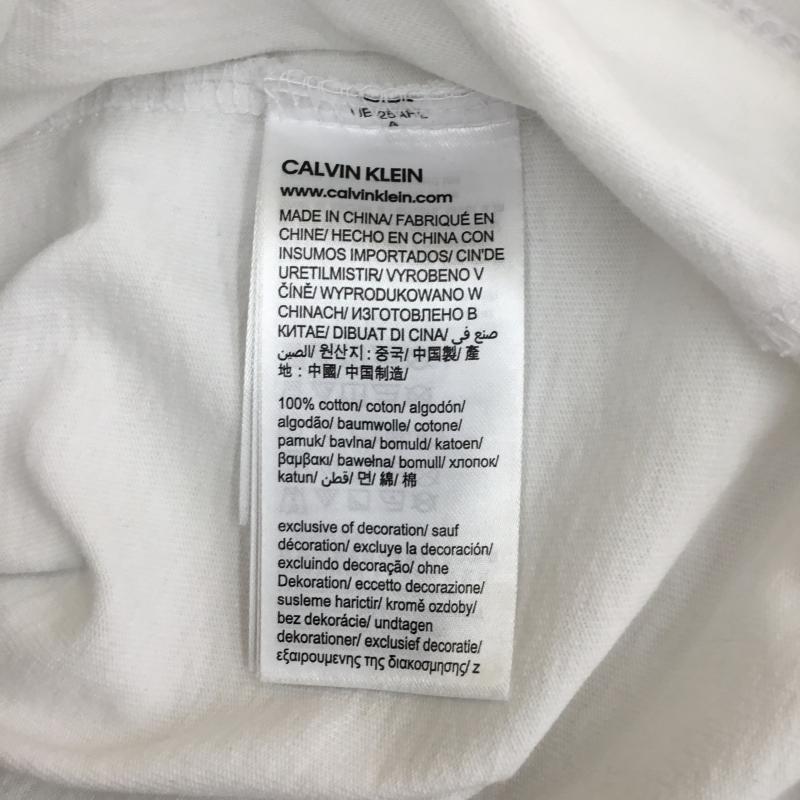 CALVIN KLEIN
www.calvinklein.com
MADE IN CHINA/ FABRIQUÉ EN
CHINE/ HECHO EN CHINA CON
INSUMOS IMPORTADOS/ CIN'DE
URETILMISTIR/ VYROBENO V
ČÍNĚ/ WYPRODUKOWANO W
CHINACH/ ИЗГОТОВЛЕНО В
КИТАЕ/ DIBUAT DI CINA/ صنع في
الصين/ 원산지 : 중국/ 中国製/ 產
地 : 中國/ 中国制造/
100% cotton/ coton/ algodón/
algodão/ baumwolle/ cotone/
pamuk/ bavlna/ bomuld/ katoen/
βαμβακι/ bawełna/ bomull/ хлопок/
katun/ قطن/ 면/ 綿/ 棉
exclusive of decoration/ sauf
décoration/ excluye la decoración/
excluindo decoração/ ohne
Dekoration/ eccetto decorazione/
susleme harictir/ kromě ozdoby/
bez dekorácie/ undtagen
dekorationer/ exclusief decoratie/
εξαιρουμενης της διακοσμησης/ z